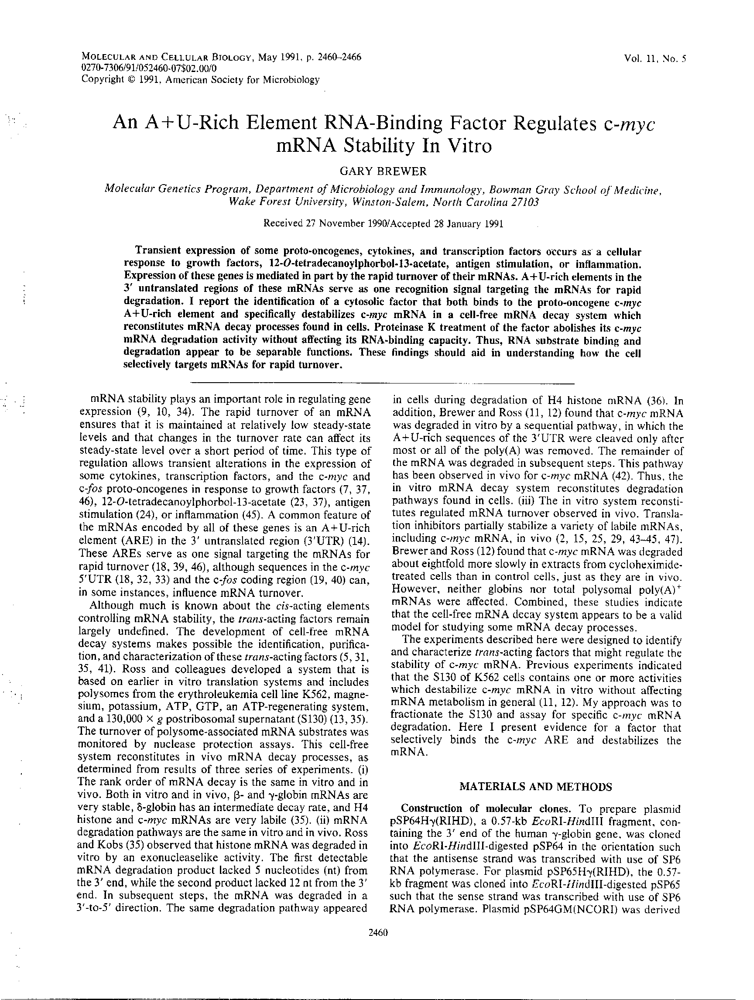 MOLECULAR AND CELLULAR BIOLOGY, May 1991, p. 2460–2466
0270-7306/91/052460-07$02.00/0
Copyright © 1991, American Society for Microbiology
Vol. 11, No. 5
An A+U-Rich Element RNA-Binding Factor Regulates c-myc
mRNA Stability In Vitro
GARY BREWER
Molecular Genetics Program, Department of Microbiology and Immunology, Bowman Gray School of Medicine,
Wake Forest University, Winston-Salem, North Carolina 27103
Received 27 November 1990/Accepted 28 January 1991
Transient expression of some proto-oncogenes, cytokines, and transcription factors occurs as a cellular
response to growth factors, 12-O-tetradecanoylphorbol-13-acetate, antigen stimulation, or inflammation.
Expression of these genes is mediated in part by the rapid turnover of their mRNAs. A+U-rich elements in the
3′ untranslated regions of these mRNAs serve as one recognition signal targeting the mRNAs for rapid
degradation. I report the identification of a cytosolic factor that both binds to the proto-oncogene c-myc
A+U-rich element and specifically destabilizes c-myc mRNA in a cell-free mRNA decay system which
reconstitutes mRNA decay processes found in cells. Proteinase K treatment of the factor abolishes its c-myc
mRNA degradation activity without affecting its RNA-binding capacity. Thus, RNA substrate binding and
degradation appear to be separable functions. These findings should aid in understanding how the cell
selectively targets mRNAs for rapid turnover.
mRNA stability plays an important role in regulating gene
expression (9, 10, 34). The rapid turnover of an mRNA
ensures that it is maintained at relatively low steady-state
levels and that changes in the turnover rate can affect its
steady-state level over a short period of time. This type of
regulation allows transient alterations in the expression of
some cytokines, transcription factors, and the c-myc and
c-fos proto-oncogenes in response to growth factors (7, 37,
46), 12-O-tetradecanoylphorbol-13-acetate (23, 37), antigen
stimulation (24), or inflammation (45). A common feature of
the mRNAs encoded by all of these genes is an A+U-rich
element (ARE) in the 3′ untranslated region (3′UTR) (14).
These AREs serve as one signal targeting the mRNAs for
rapid turnover (18, 39, 46), although sequences in the c-myc
5′UTR (18, 32, 33) and the c-fos coding region (19, 40) can,
in some instances, influence mRNA turnover.
Although much is known about the cis-acting elements
controlling mRNA stability, the trans-acting factors remain
largely undefined. The development of cell-free mRNA
decay systems makes possible the identification, purifica-
tion, and characterization of these trans-acting factors (5, 31,
35, 41). Ross and colleagues developed a system that is
based on earlier in vitro translation systems and includes
polysomes from the erythroleukemia cell line K562, magne-
sium, potassium, ATP, GTP, an ATP-regenerating system,
and a 130,000 × g postribosomal supernatant (S130) (13, 35).
The turnover of polysome-associated mRNA substrates was
monitored by nuclease protection assays. This cell-free
system reconstitutes in vivo mRNA decay processes, as
determined from results of three series of experiments. (i)
The rank order of mRNA decay is the same in vitro and in
vivo. Both in vitro and in vivo, β- and γ-globin mRNAs are
very stable, δ-globin has an intermediate decay rate, and H4
histone and c-myc mRNAs are very labile (35). (ii) mRNA
degradation pathways are the same in vitro and in vivo. Ross
and Kobs (35) observed that histone mRNA was degraded in
vitro by an exonucleaselike activity. The first detectable
mRNA degradation product lacked 5 nucleotides (nt) from
the 3′ end, while the second product lacked 12 nt from the 3′
end. In subsequent steps, the mRNA was degraded in a
3′-to-5′ direction. The same degradation pathway appeared
in cells during degradation of H4 histone mRNA (36). In
addition, Brewer and Ross (11, 12) found that c-myc mRNA
was degraded in vitro by a sequential pathway, in which the
A+U-rich sequences of the 3′UTR were cleaved only after
most or all of the poly(A) was removed. The remainder of
the mRNA was degraded in subsequent steps. This pathway
has been observed in vivo for c-myc mRNA (42). Thus, the
in vitro mRNA decay system reconstitutes degradation
pathways found in cells. (iii) The in vitro system reconsti-
tutes regulated mRNA turnover observed in vivo. Transla-
tion inhibitors partially stabilize a variety of labile mRNAs,
including c-myc mRNA, in vivo (2, 15, 25, 29, 43–45, 47).
Brewer and Ross (12) found that c-myc mRNA was degraded
about eightfold more slowly in extracts from cycloheximide-
treated cells than in control cells, just as they are in vivo.
However, neither globins nor total polysomal poly(A)⁺
mRNAs were affected. Combined, these studies indicate
that the cell-free mRNA decay system appears to be a valid
model for studying some mRNA decay processes.
The experiments described here were designed to identify
and characterize trans-acting factors that might regulate the
stability of c-myc mRNA. Previous experiments indicated
that the S130 of K562 cells contains one or more activities
which destabilize c-myc mRNA in vitro without affecting
mRNA metabolism in general (11, 12). My approach was to
fractionate the S130 and assay for specific c-myc mRNA
degradation. Here I present evidence for a factor that
selectively binds the c-myc ARE and destabilizes the
mRNA.
MATERIALS AND METHODS
Construction of molecular clones. To prepare plasmid
pSP64Hγ(RIHD), a 0.57-kb EcoRI-HindIII fragment, con-
taining the 3′ end of the human γ-globin gene, was cloned
into EcoRI-HindIII-digested pSP64 in the orientation such
that the antisense strand was transcribed with use of SP6
RNA polymerase. For plasmid pSP65Hγ(RIHD), the 0.57-
kb fragment was cloned into EcoRI-HindIII-digested pSP65
such that the sense strand was transcribed with use of SP6
RNA polymerase. Plasmid pSP64GM(NCORI) was derived
2460